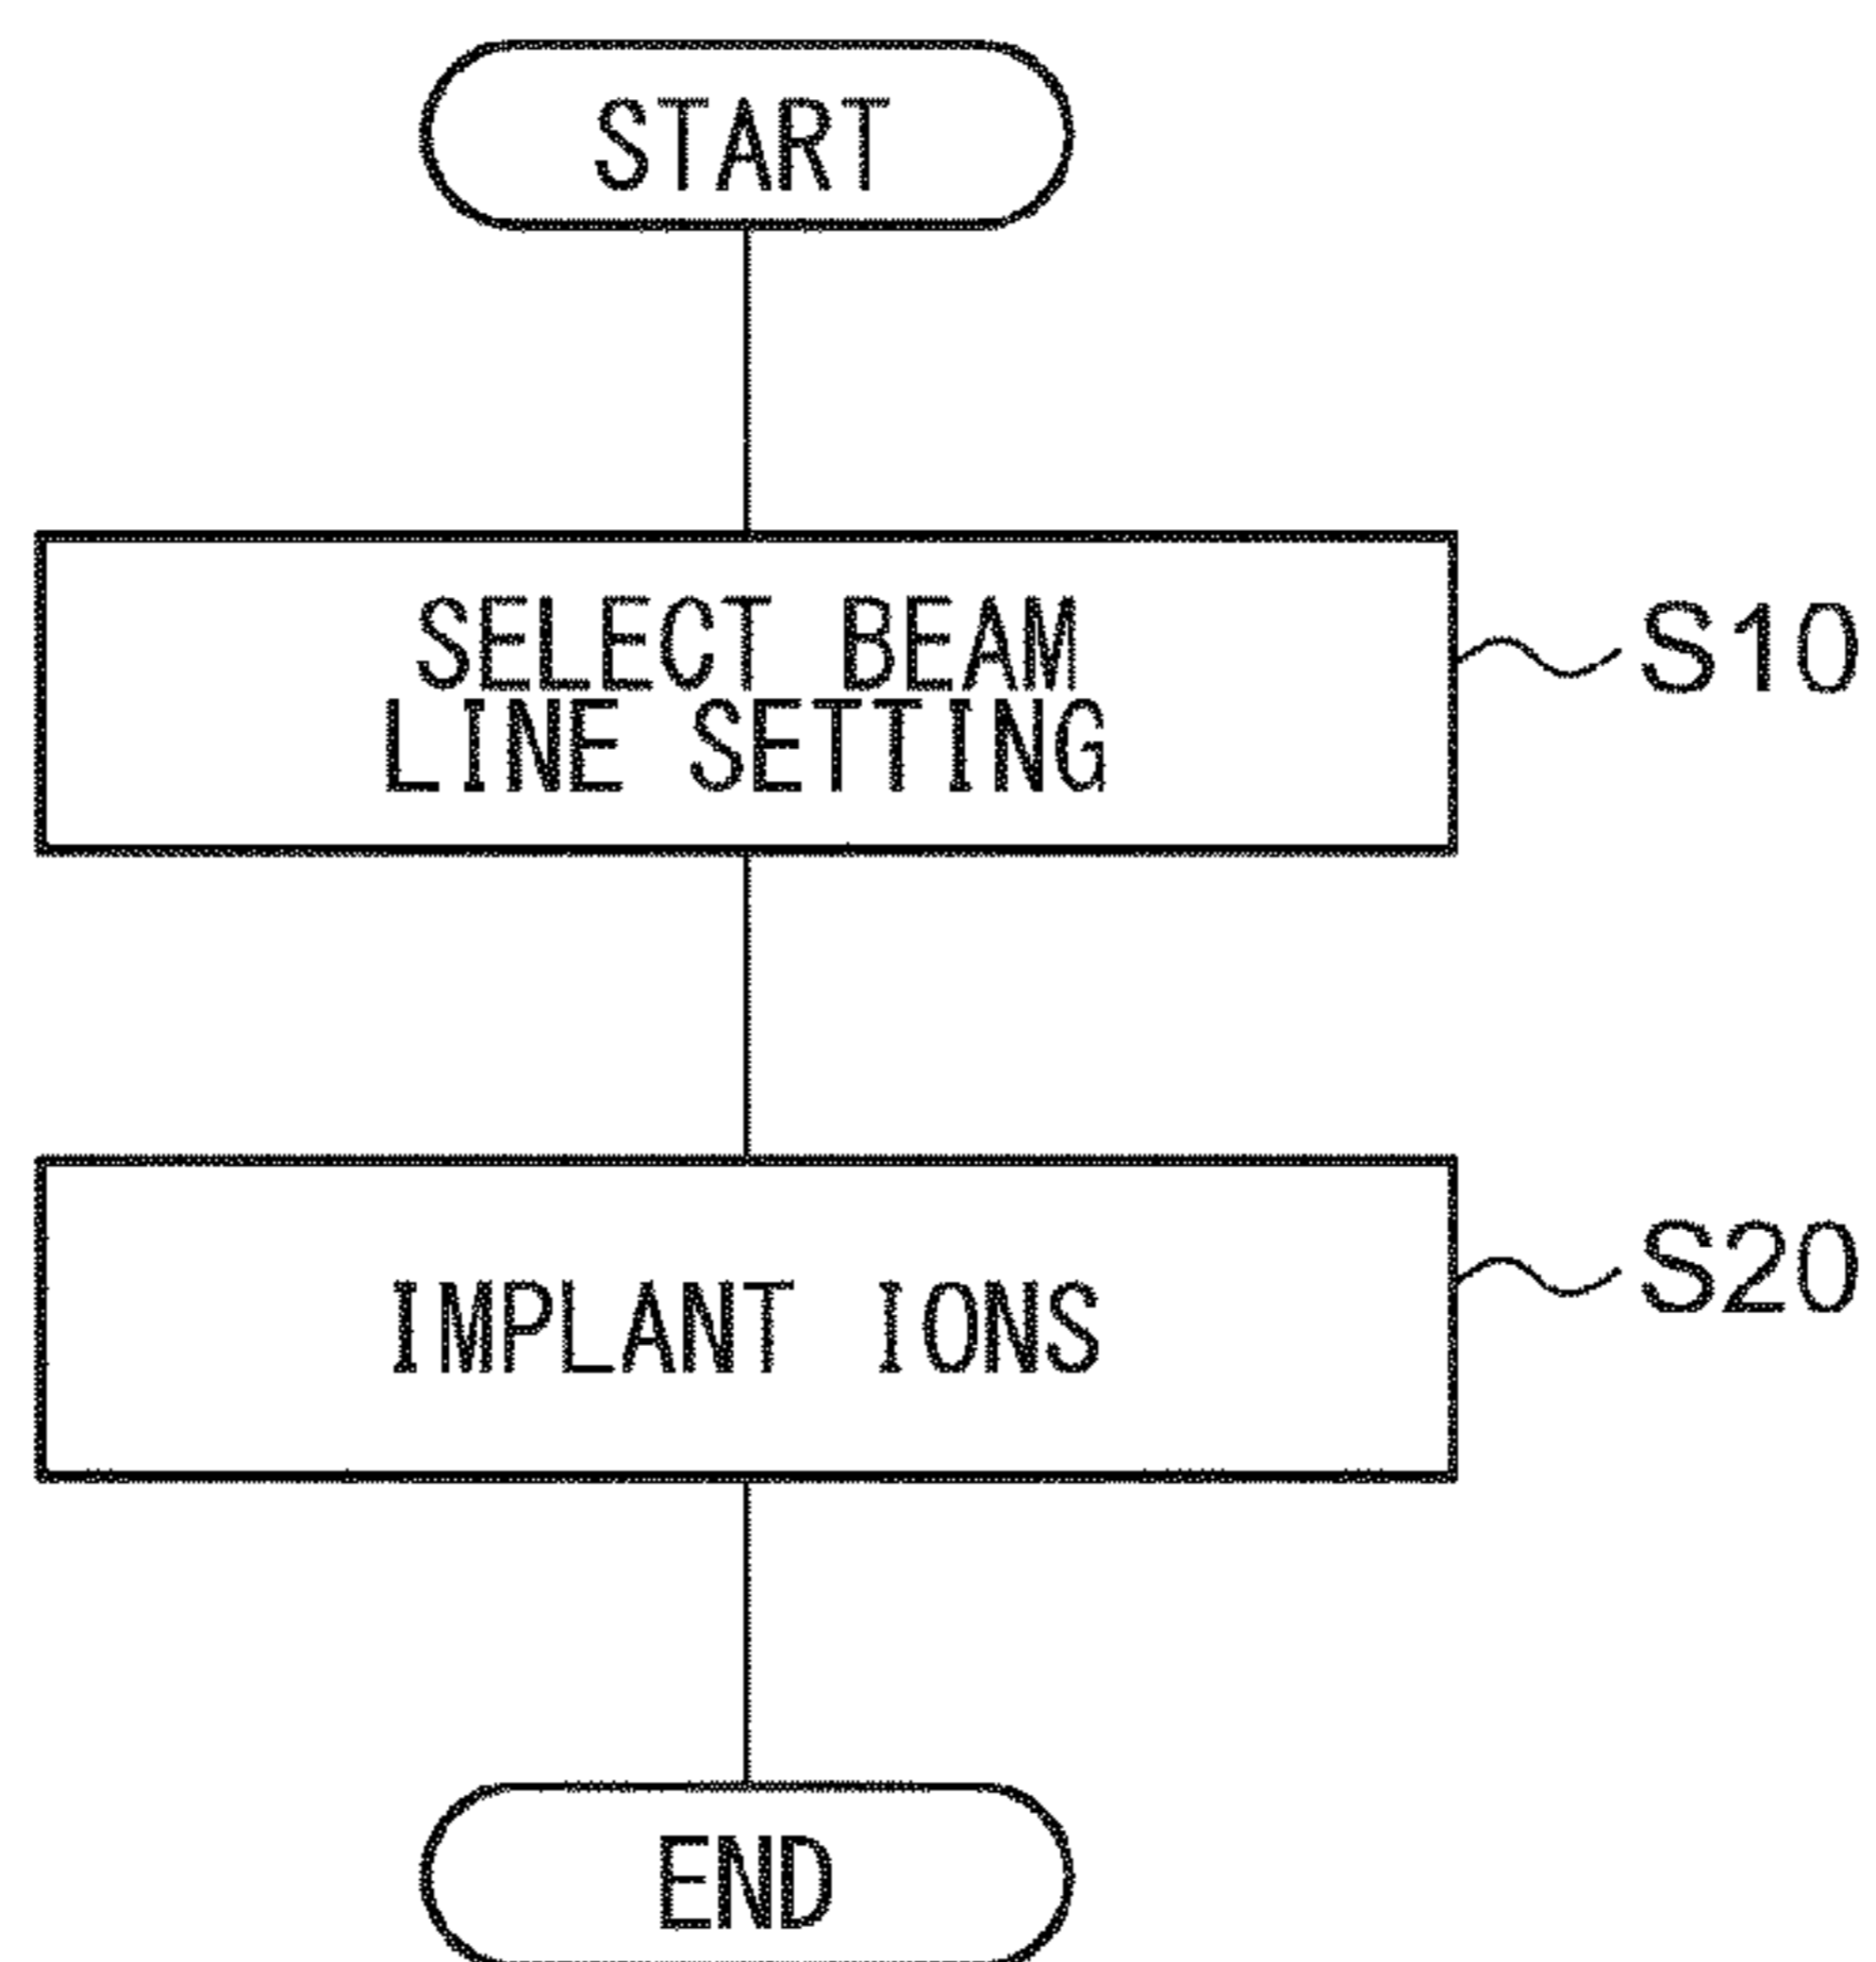 START
SELECT BEAM
LINE SETTING
S10
IMPLANT IONS
S20
END